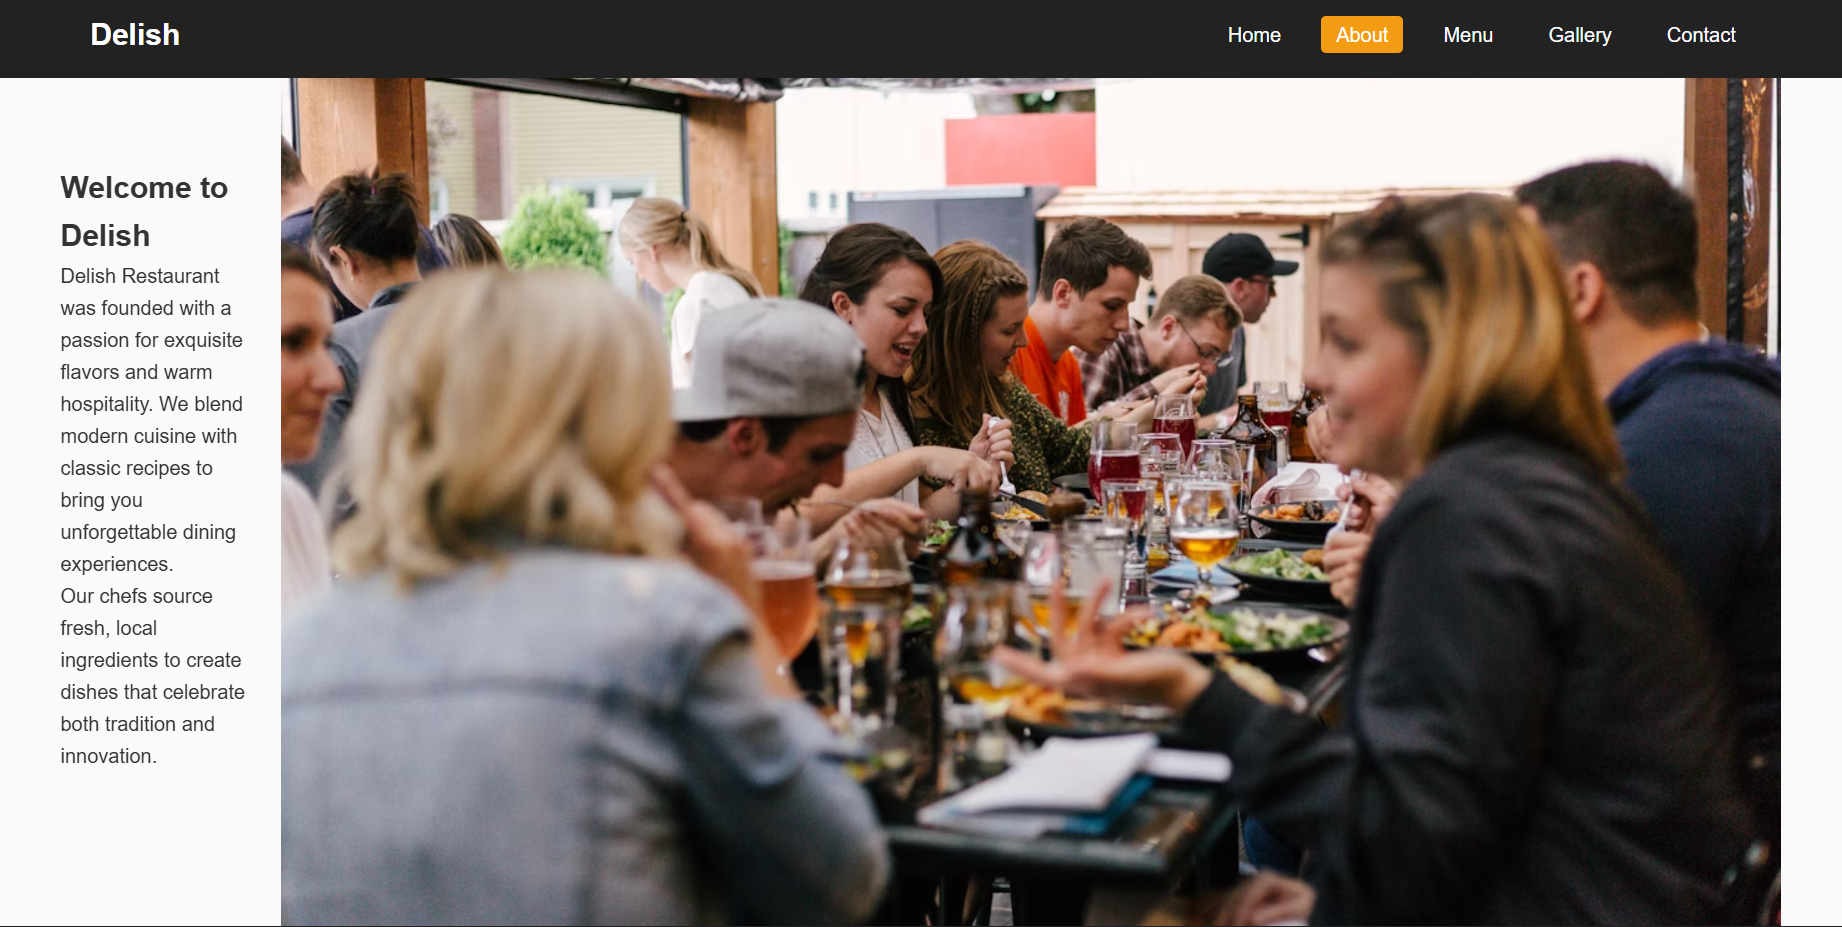 Delish
Home About Menu Gallery Contact
Welcome to
Delish
Delish Restaurant
was founded with a
passion for exquisite
flavors and warm
hospitality. We blend
modern cuisine with
classic recipes to
bring you
unforgettable dining
experiences.
Our chefs source
fresh, local
ingredients to create
dishes that celebrate
both tradition and
innovation.